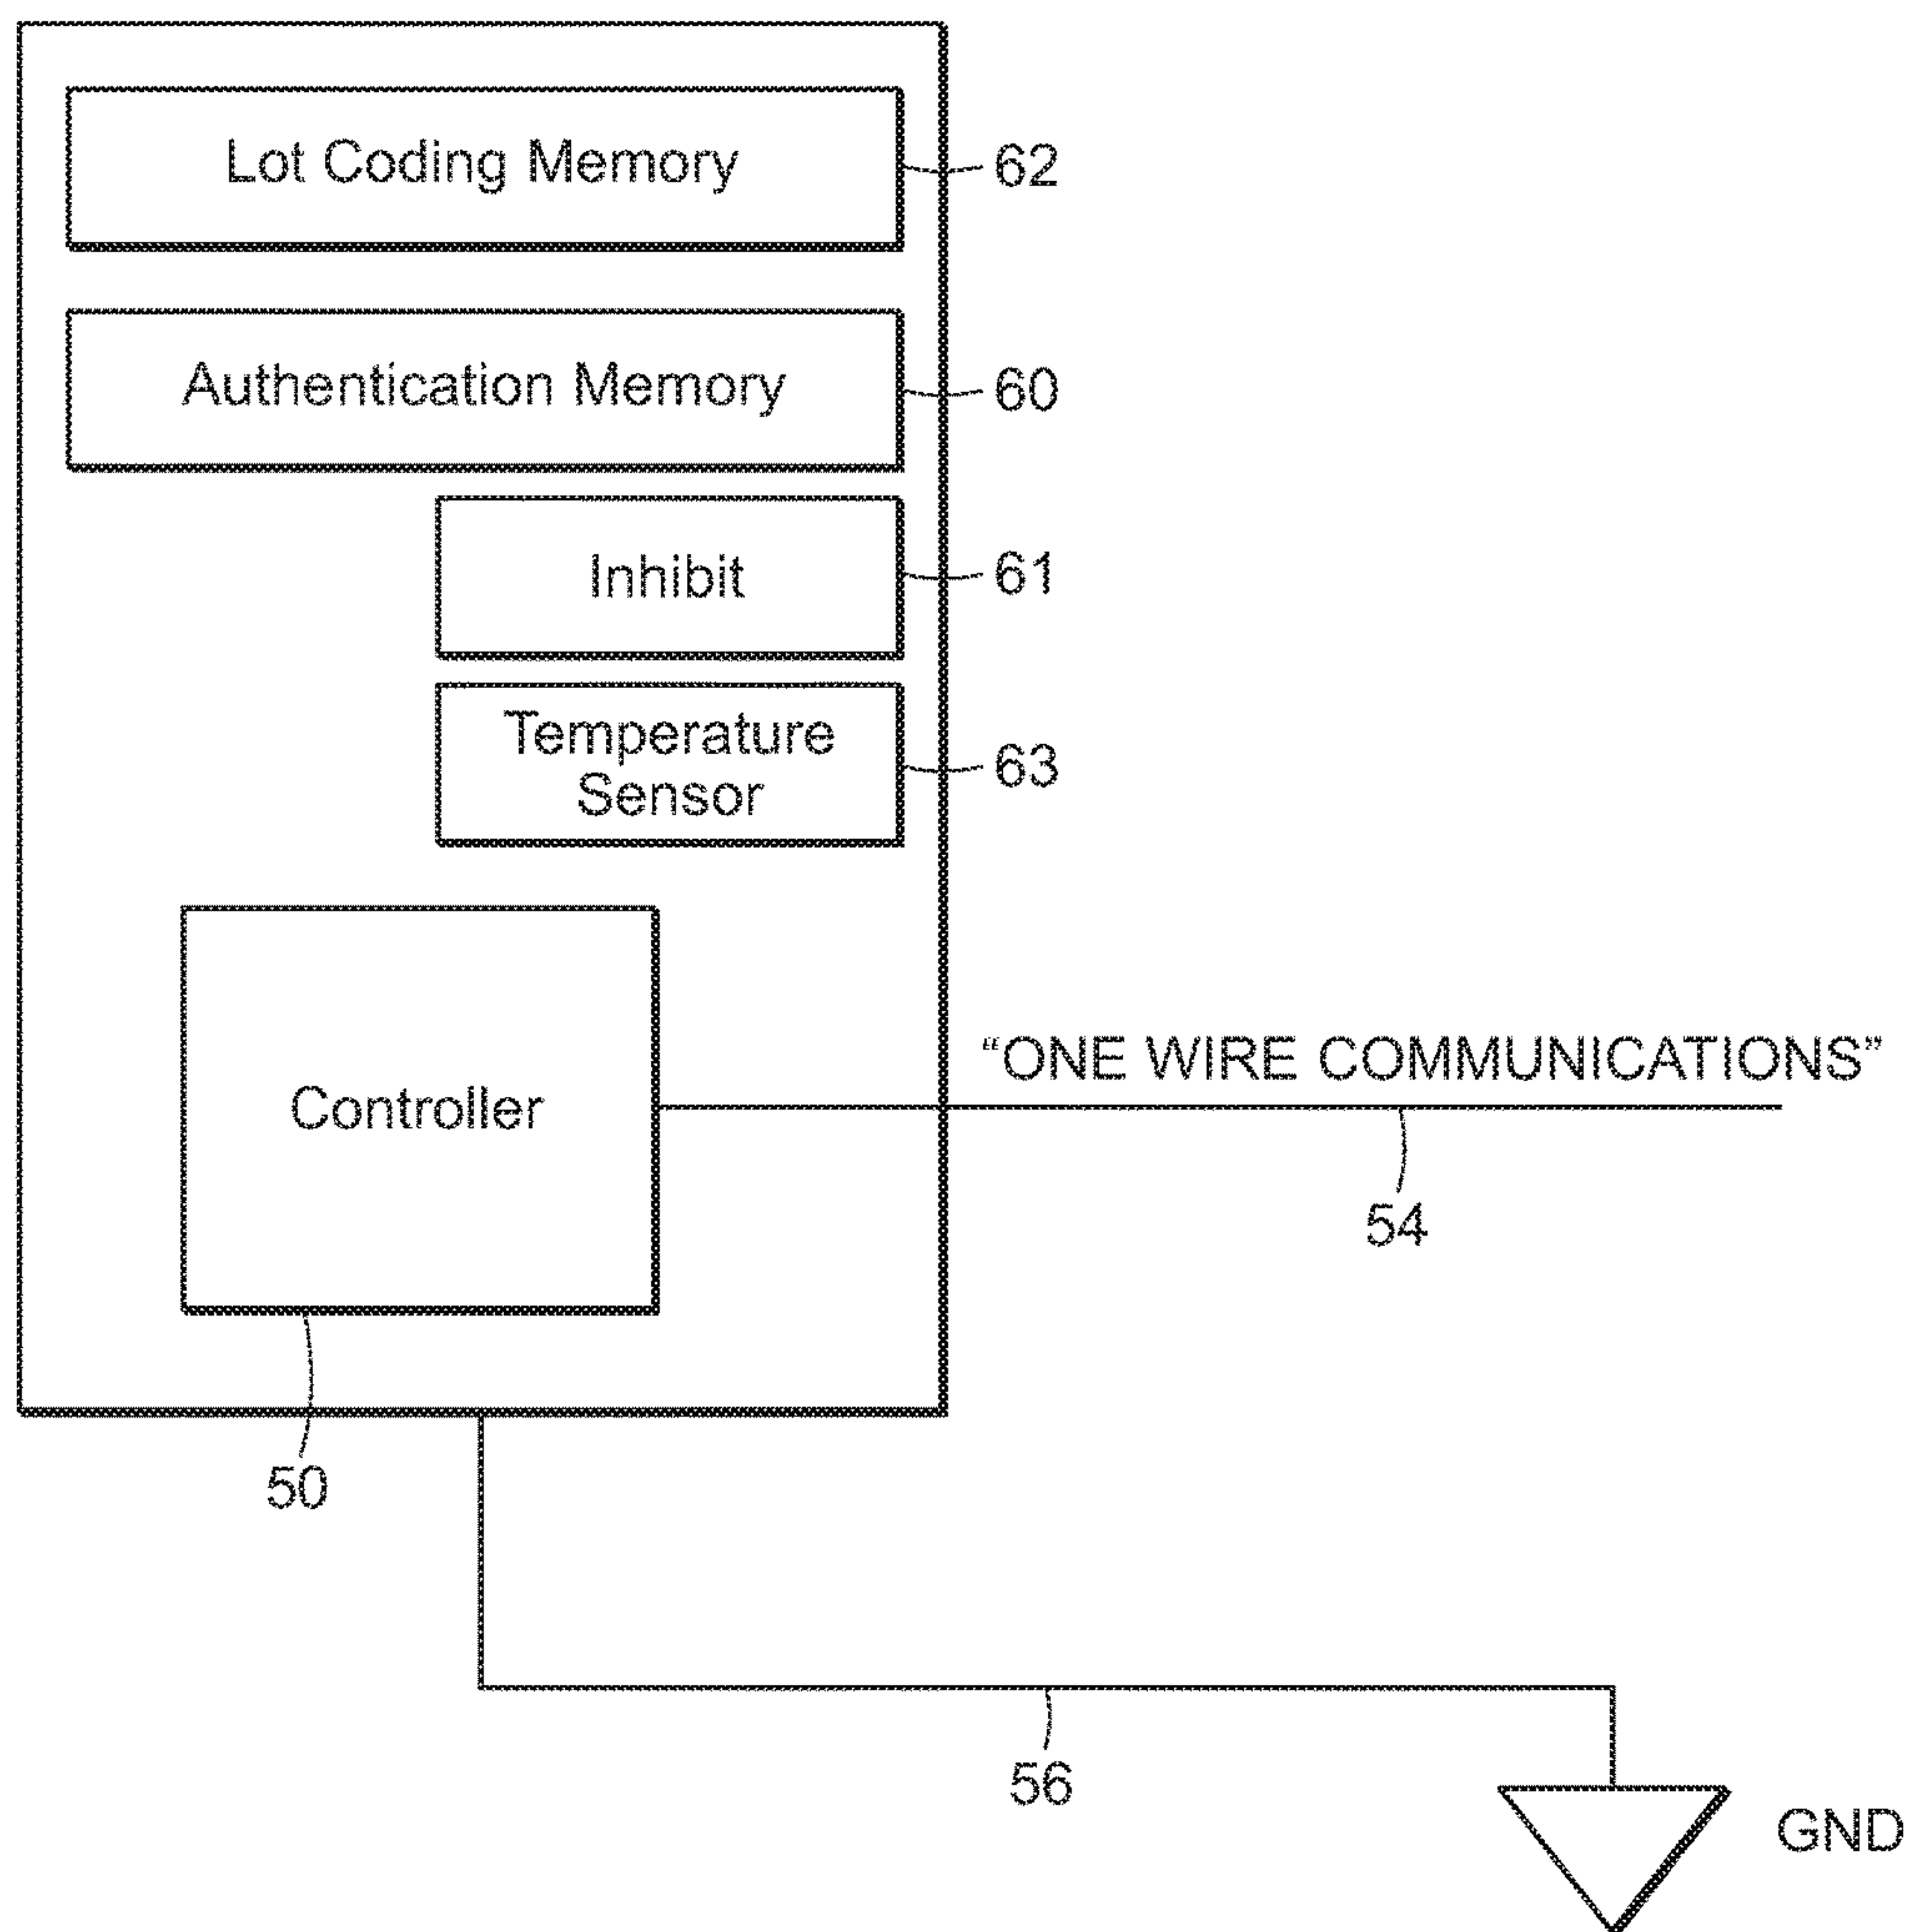 Lot Coding Memory
62
Authentication Memory
60
Inhibit
61
Temperature
Sensor
63
Controller
“ONE WIRE COMMUNICATIONS”
54
50
56
GND